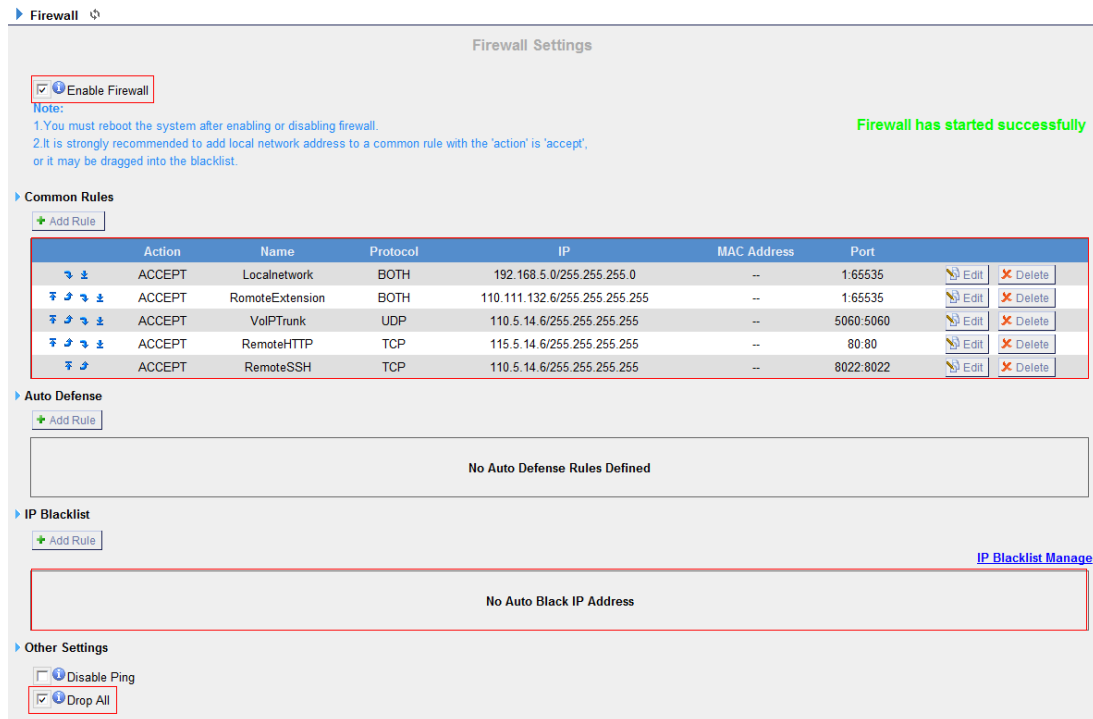 Firewall
Firewall Settings
Enable Firewall
Note:
1.You must reboot the system after enabling or disabling firewall.
Firewall has started successfully
2.It is strongly recommended to add local network address to a common rule with the 'action' is 'accept',
or it may be dragged into the blacklist.
Common Rules
Add Rule
Action Name Protocol IP MAC Address Port
ACCEPT Localnetwork BOTH 192.168.5.0/255.255.255.0 -- 1:65535 Edit Delete
ACCEPT RomoteExtension BOTH 110.111.132.6/255.255.255.255 -- 1:65535 Edit Delete
ACCEPT VoIPTrunk UDP 110.5.14.6/255.255.255.255 -- 5060:5060 Edit Delete
ACCEPT RemoteHTTP TCP 115.5.14.6/255.255.255.255 -- 80:80 Edit Delete
ACCEPT RemoteSSH TCP 110.5.14.6/255.255.255.255 -- 8022:8022 Edit Delete
Auto Defense
Add Rule
No Auto Defense Rules Defined
IP Blacklist
Add Rule
IP Blacklist Manage
No Auto Black IP Address
Other Settings
Disable Ping
Drop All